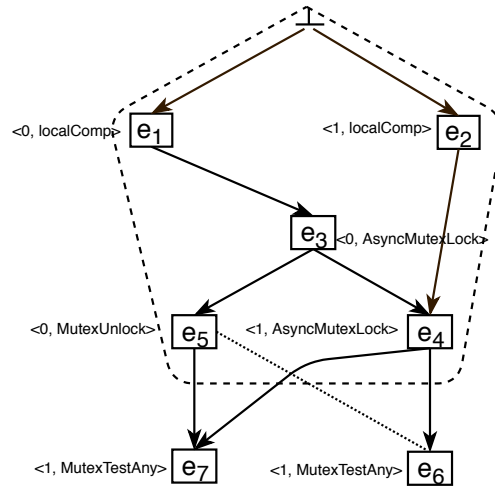 ⊥
<0, localComp> e1
<1, localComp> e2
e3 <0, AsyncMutexLock>
<0, MutexUnlock> e5
<1, AsyncMutexLock> e4
<1, MutexTestAny> e7
<1, MutexTestAny> e6